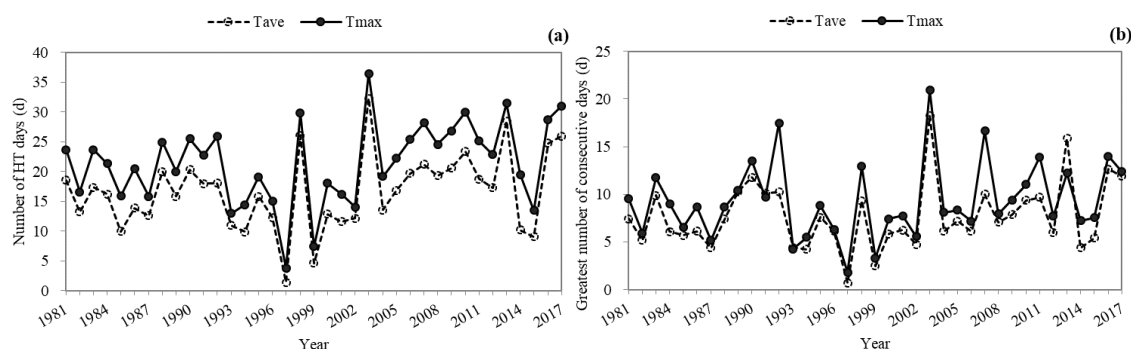 Tave Tmax
(a)
Number of HT days (d)
40
35
30
25
20
15
10
5
0
1981 1984 1987 1990 1993 1996 1999 2002 2005 2008 2011 2014 2017
Year
Tave Tmax
(b)
Greatest number of consecutive days (d)
25
20
15
10
5
0
1981 1984 1987 1990 1993 1996 1999 2002 2005 2008 2011 2014 2017
Year